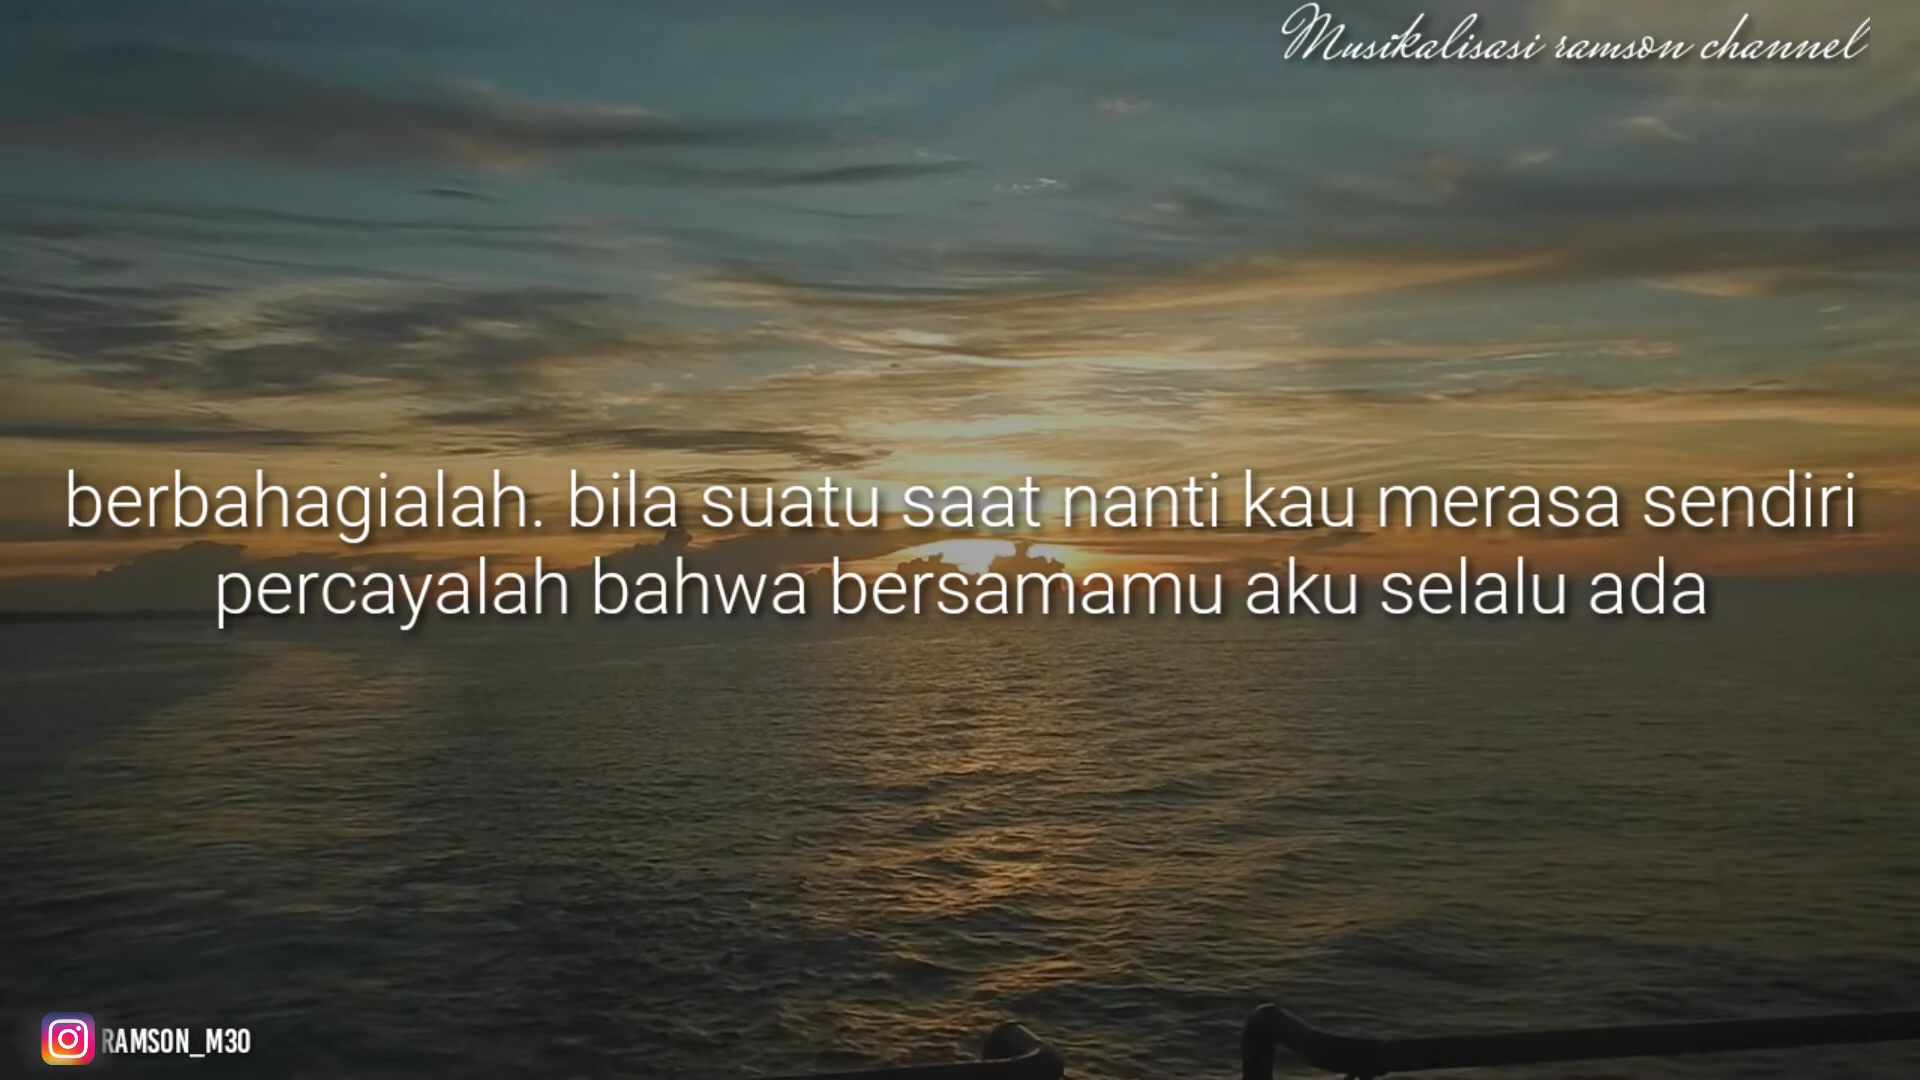 Musikalisasi ramson channel
berbahagialah. bila suatu saat nanti kau merasa sendiri
percayalah bahwa bersamamu aku selalu ada
RAMSON_M30